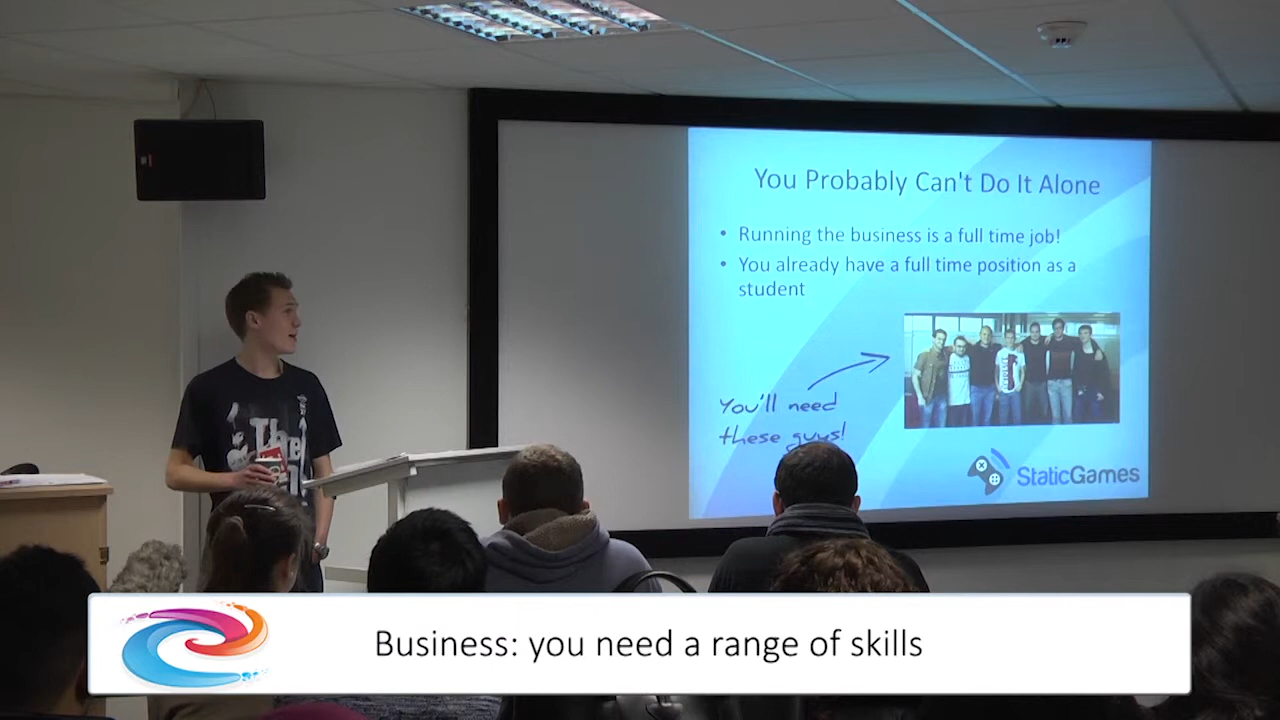 You Probably Can't Do It Alone
• Running the business is a full time job!
• You already have a full time position as a
student
You'll need
these guys!
StaticGames
The
Business: you need a range of skills